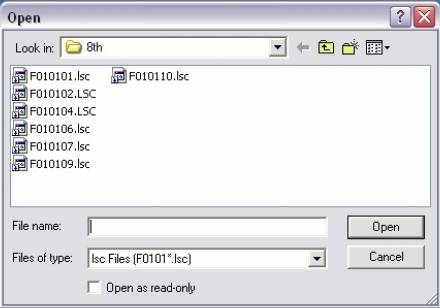 Open
Look in: 8th
F010101.lsc F010110.lsc
F010102.LSC
F010104.LSC
F010106.lsc
F010107.lsc
F010109.lsc
File name: Open
Files of type: lsc Files (F0101*.lsc) Cancel
Open as read-only